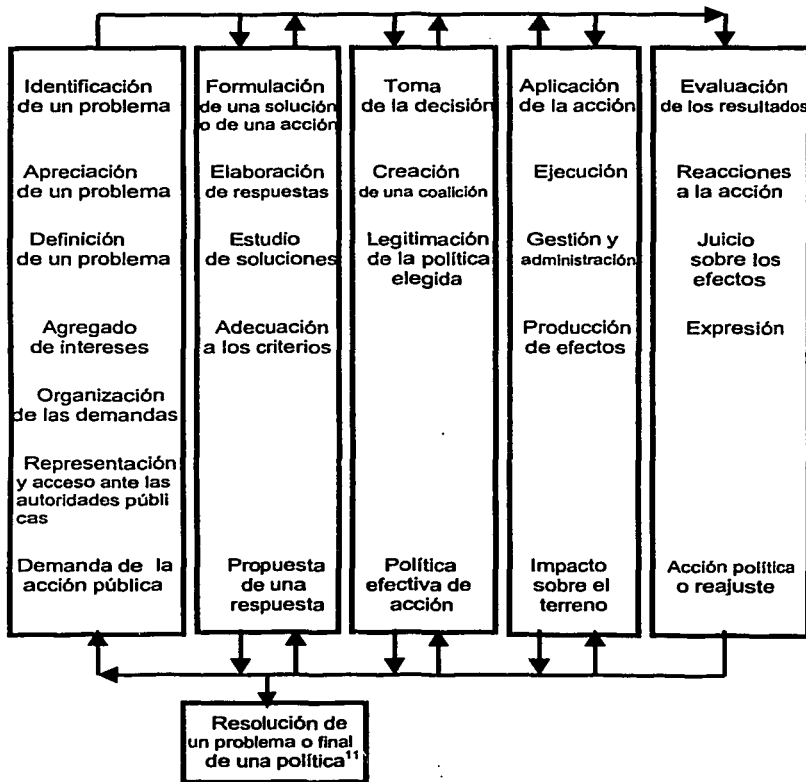 Identificación
de un problema
Apreciación
de un problema
Definición
de un problema
Agregado
de intereses
Organización
de las demandas
Representación
y acceso ante las
autoridades públi
cas
Demanda de la
acción pública
Formulación
de una solución
o de una acción
Elaboración
de respuestas
Estudio
de soluciones
Adecuación
a los criterios
Propuesta
de una
respuesta
Toma
de la decisión
Creación
de una coalición
Legitimación
de la política
elegida
Política
efectiva de
acción
Aplicación
de la acción
Ejecución
Gestión y
administración
Producción
de efectos
Impacto
sobre el
terreno
Evaluación
de los resultados
Reacciones
a la acción
Juicio
sobre los
efectos
Expresión
Acción política
o reajuste
Resolución de
un problema o final
de una política¹¹